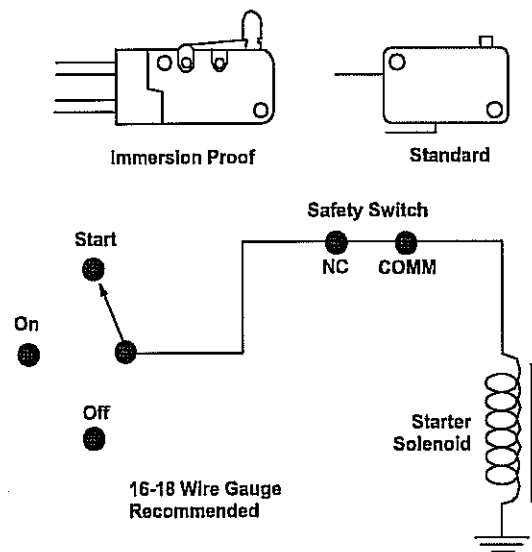 Immersion Proof
Standard
Safety Switch
Start
NC
COMM
On
Off
Starter
Solenoid
16-18 Wire Gauge
Recommended